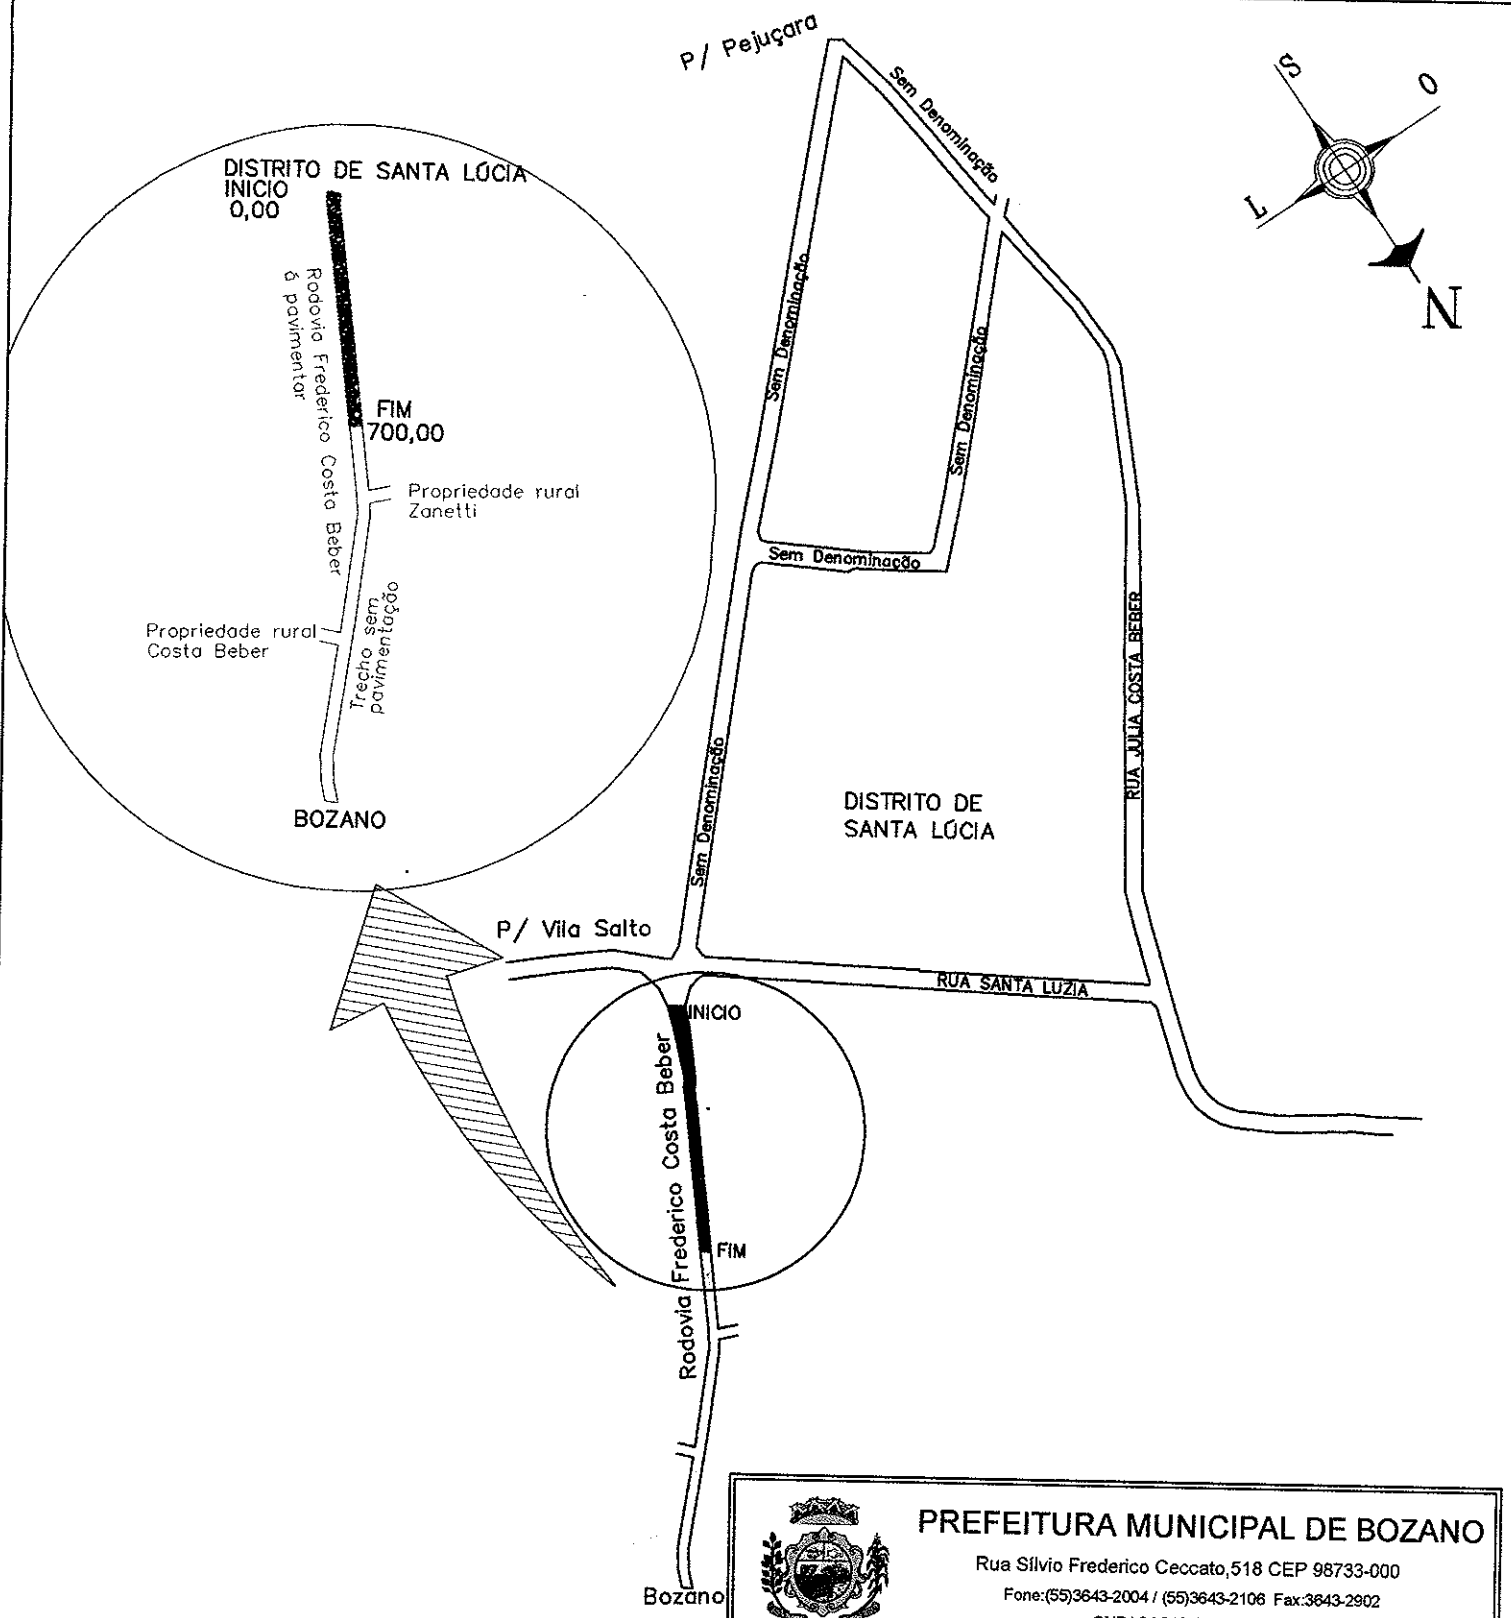 P/ Pejuçara
Sem Denominação
S
O
L
N
DISTRITO DE SANTA LÚCIA
INICIO
0,00
Rodovia Frederico Costa Beber
á pavimentar
FIM
700,00
Propriedade rural
Zanetti
Propriedade rural
Costa Beber
Trecho sem
pavimentação
BOZANO
Sem Denominação
Sem Denominação
Sem Denominação
Sem Denominação
RUA JULIA COSTA BEBER
DISTRITO DE
SANTA LÚCIA
P/ Vila Salto
RUA SANTA LUZIA
INICIO
Rodovia Frederico Costa Beber
FIM
Bozano
PREFEITURA MUNICIPAL DE BOZANO
Rua Sílvio Frederico Ceccato,518 CEP 98733-000
Fone:(55)3643-2004 / (55)3643-2106 Fax:3643-2902